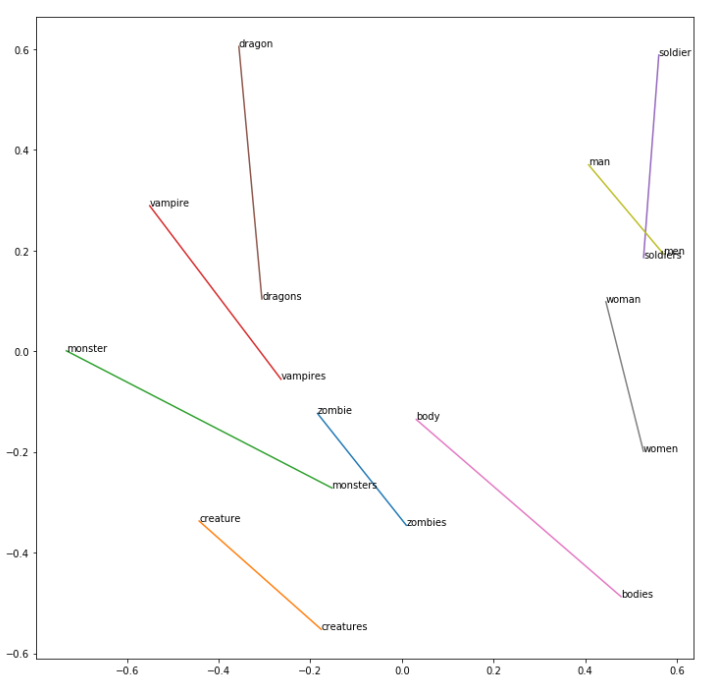 0.6
dragon
soldier
0.4
man
vampire
0.2
men
soldiers
dragons
woman
monster
0.0
vampires
zombie
body
−0.2
women
monsters
creature
zombies
−0.4
bodies
creatures
−0.6
−0.6 −0.4 −0.2 0.0 0.2 0.4 0.6